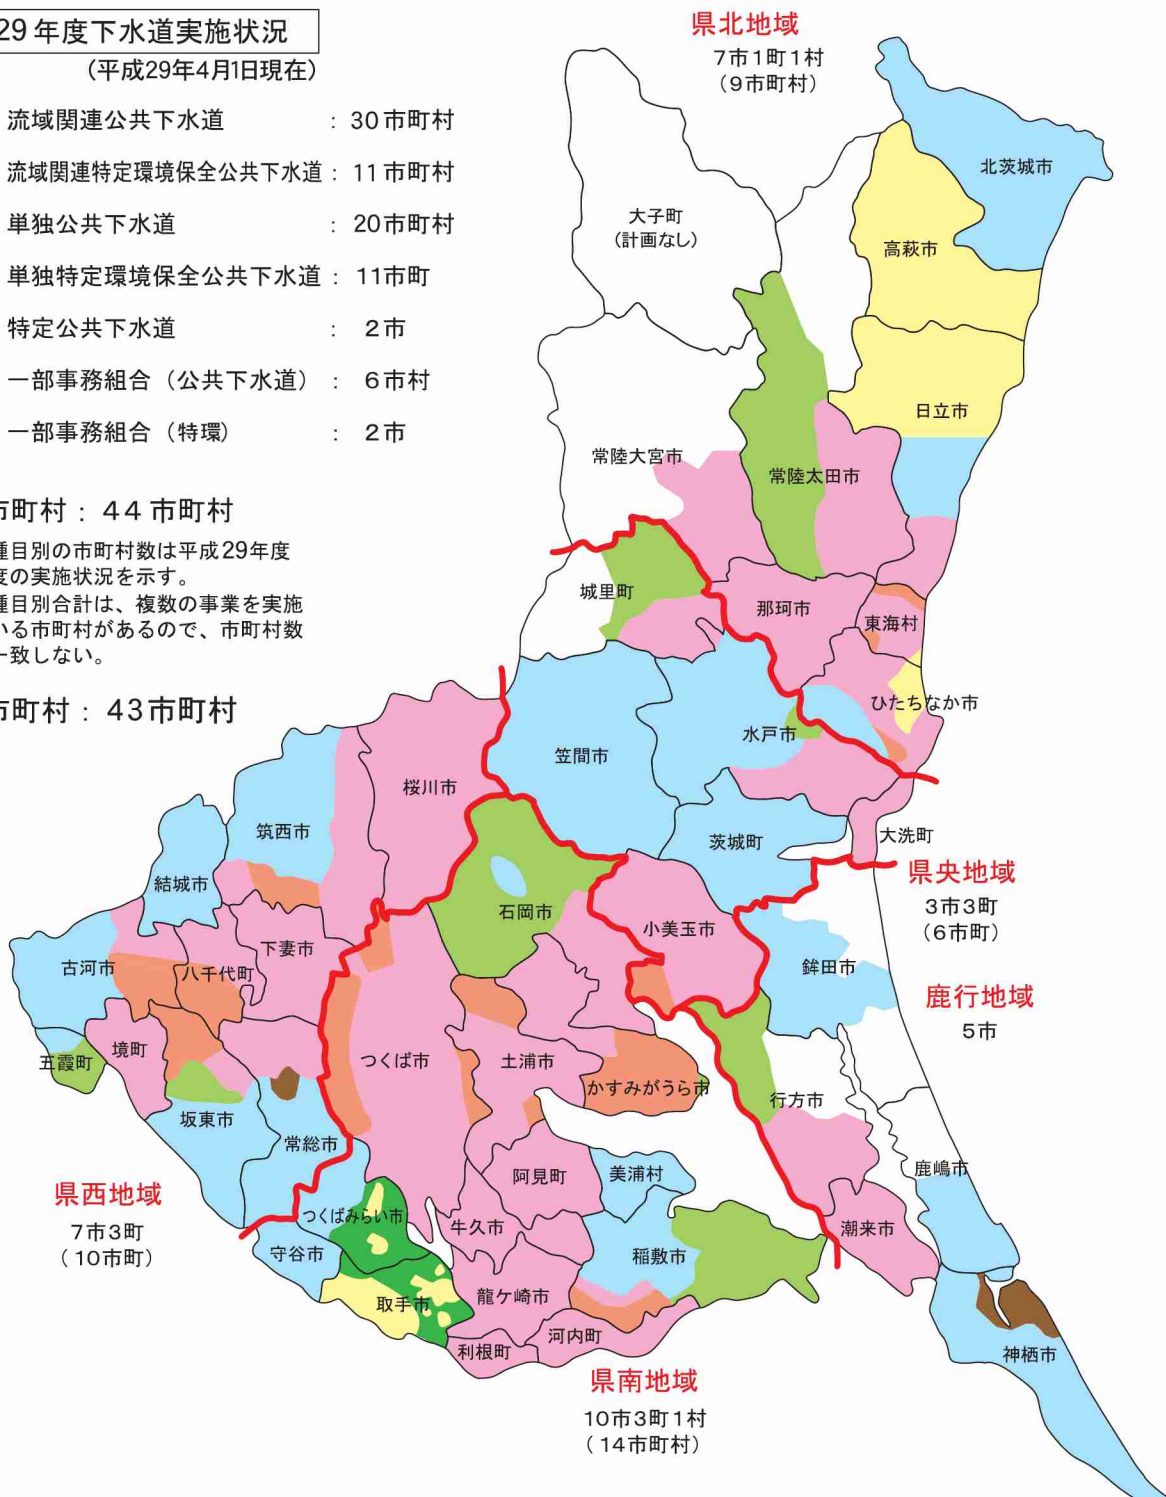 29年度下水道実施状況
(平成29年4月1日現在)
流域関連公共下水道 : 30市町村
流域関連特定環境保全公共下水道 : 11市町村
単独公共下水道 : 20市町村
単独特定環境保全公共下水道 : 11市町
特定公共下水道 : 2市
一部事務組合(公共下水道) : 6市村
一部事務組合(特環) : 2市
市町村 : 44市町村
種目別の市町村数は平成29年度
度の実施状況を示す。
種目別合計は、複数の事業を実施
いる市町村があるので、市町村数
一致しない。
市町村 : 43市町村
県北地域
7市1町1村
(9市町村)
北茨城市
大子町
(計画なし)
高萩市
日立市
常陸大宮市
常陸太田市
城里町
那珂市
東海村
ひたちなか市
水戸市
笠間市
桜川市
筑西市
茨城町
大洗町
結城市
県央地域
3市3町
(6市町)
石岡市
小美玉市
下妻市
古河市
八千代町
鉾田市
鹿行地域
5市
五霞町
境町
つくば市
土浦市
かすみがうら市
行方市
坂東市
常総市
鹿嶋市
阿見町
美浦村
県西地域
7市3町
(10市町)
つくばみらい市
牛久市
潮来市
守谷市
稲敷市
取手市
龍ケ崎市
河内町
利根町
神栖市
県南地域
10市3町1村
(14市町村)